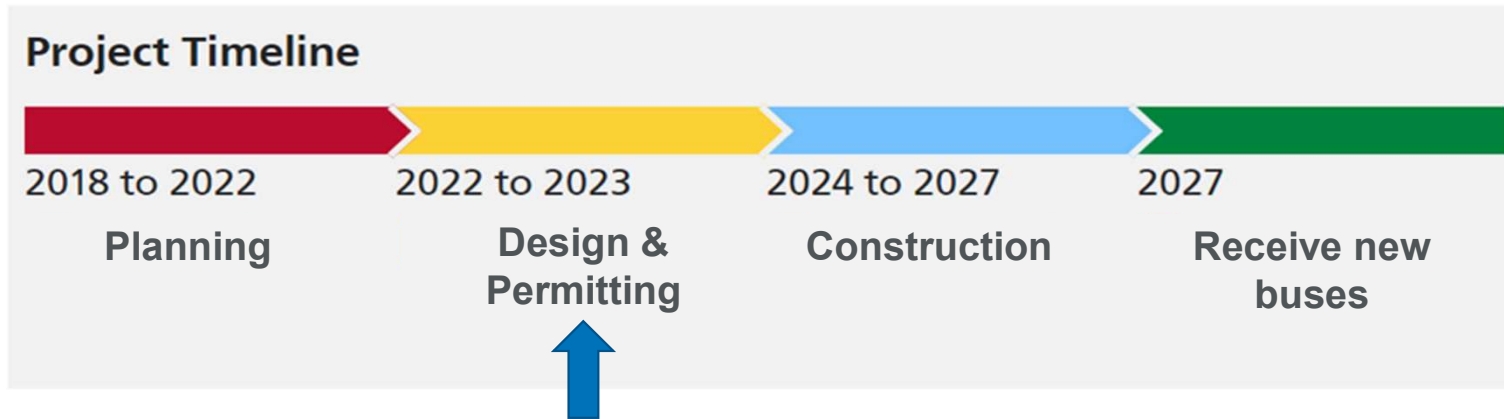 Project Timeline
2018 to 2022
2022 to 2023
2024 to 2027
2027
Planning
Design &
Permitting
Construction
Receive new
buses